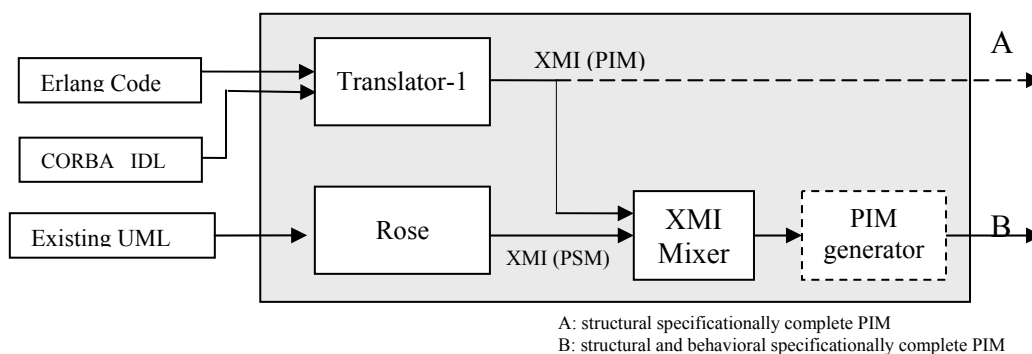 A
XMI (PIM)
Erlang Code
Translator-1
CORBA IDL
Existing UML
Rose
XMI
Mixer
PIM
generator
B
XMI (PSM)
A: structural specificationally complete PIM
B: structural and behavioral specificationally complete PIM